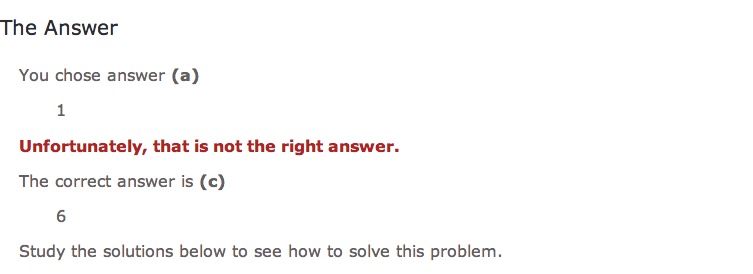 The Answer
You chose answer (a)
1
Unfortunately, that is not the right answer.
The correct answer is (c)
6
Study the solutions below to see how to solve this problem.